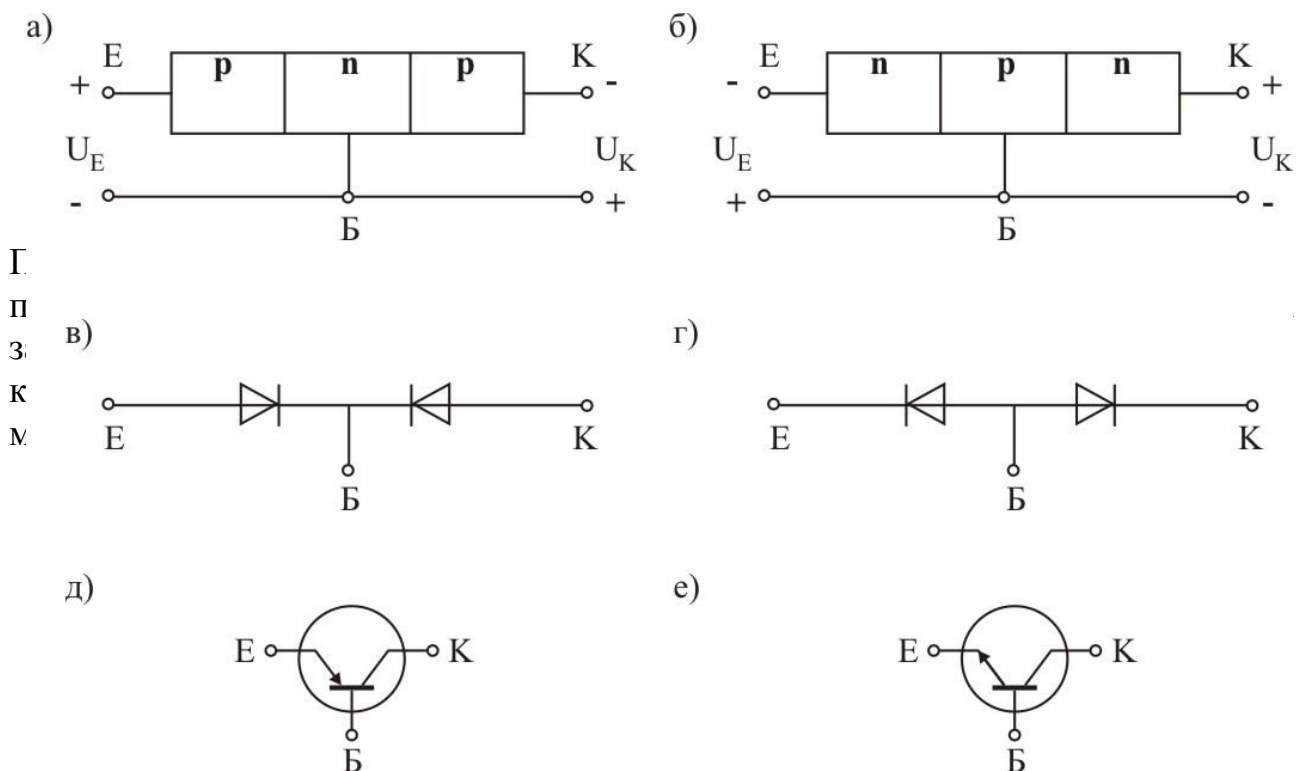 а) б)
E p n p K E n p n K
+ - - +
U_E U_K U_E U_K
- + + -
Б Б
в) г)
E K E K
Б Б
д) е)
E K E K
Б Б